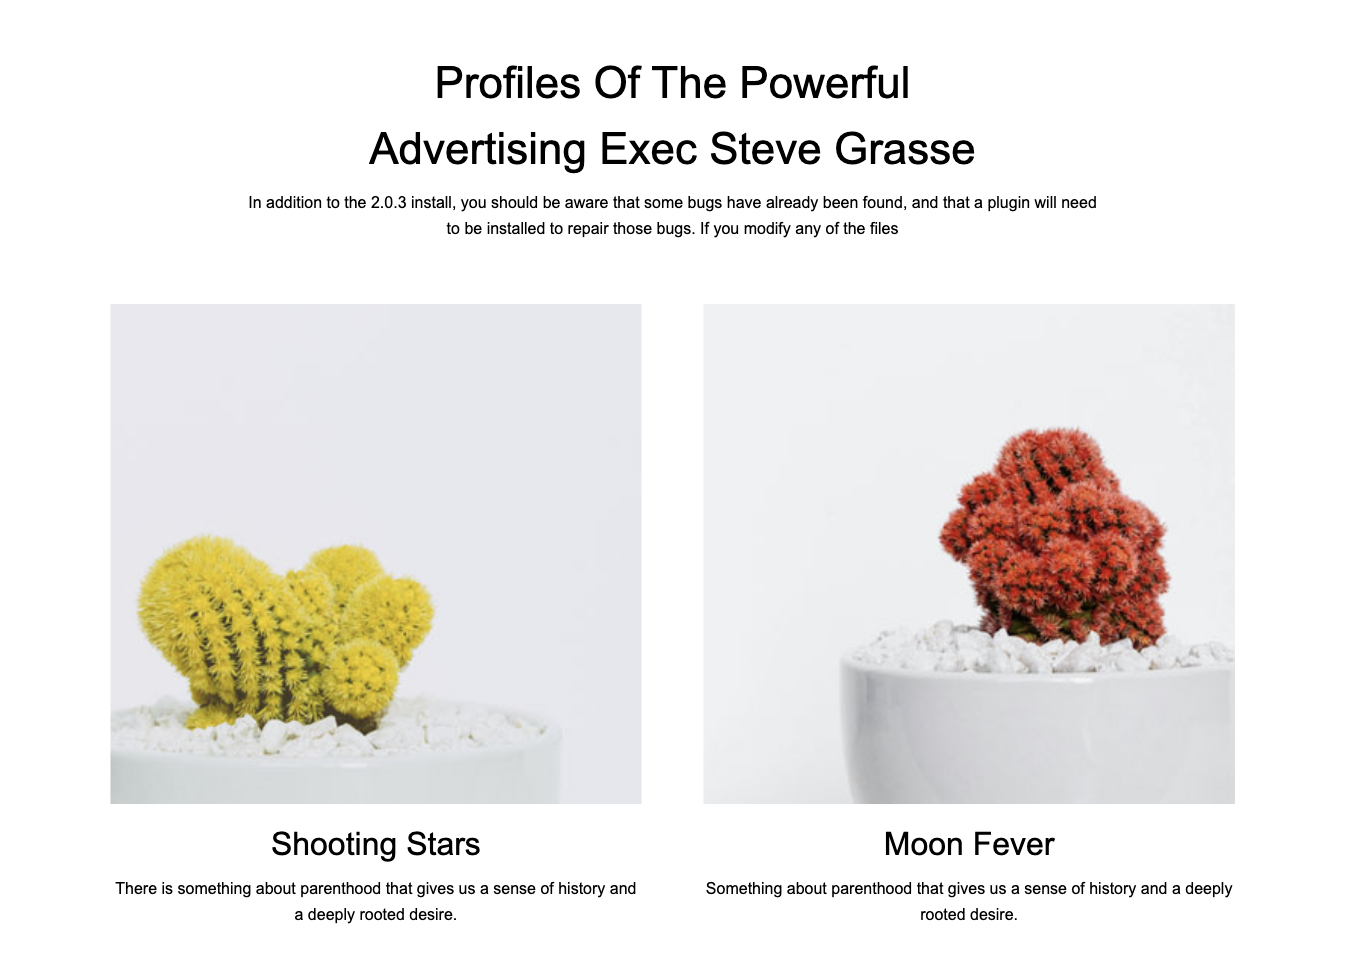 Profiles Of The Powerful
Advertising Exec Steve Grasse
In addition to the 2.0.3 install, you should be aware that some bugs have already been found, and that a plugin will need
to be installed to repair those bugs. If you modify any of the files
Shooting Stars
There is something about parenthood that gives us a sense of history and
a deeply rooted desire.
Moon Fever
Something about parenthood that gives us a sense of history and a deeply
rooted desire.